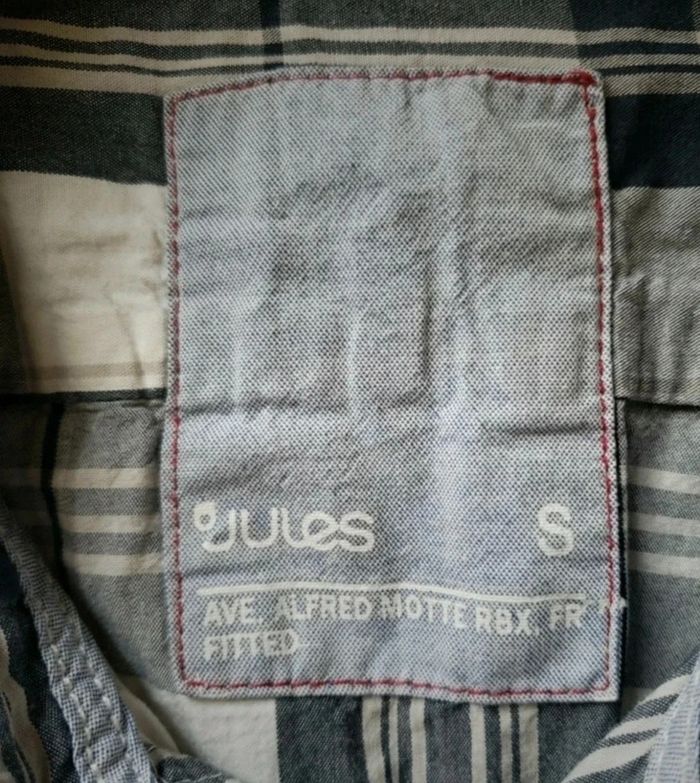 JULES S
AVE. ALFRED MOTTE RBX. FR
FITTED